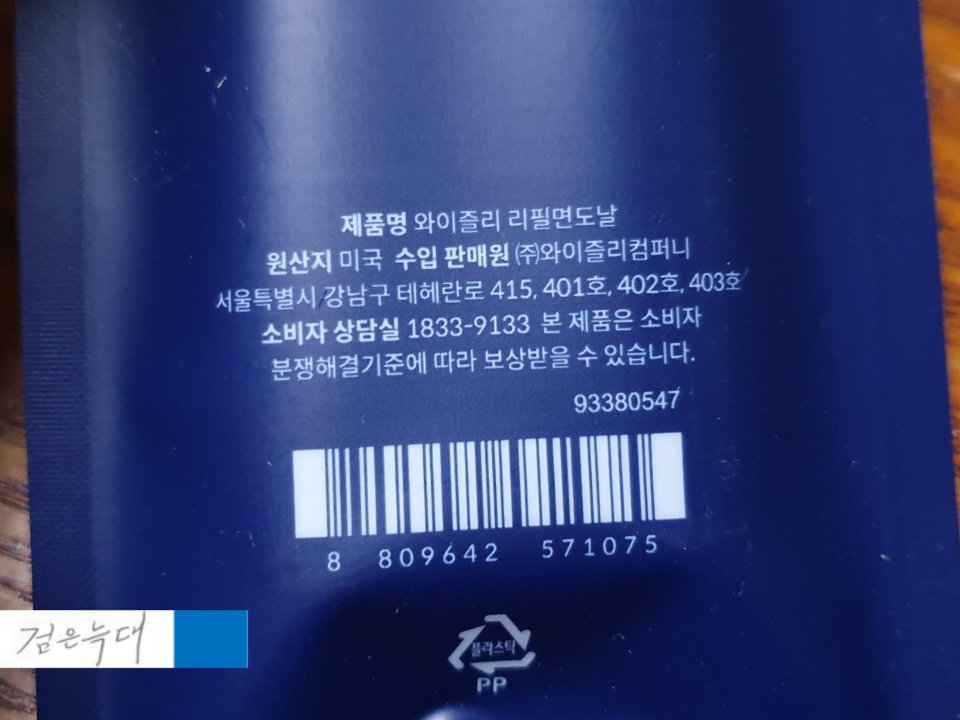 제품명 와이즐리 리필면도날
원산지 미국 수입 판매원 (주)와이즐리컴퍼니
서울특별시 강남구 테헤란로 415, 401호, 402호, 403호
소비자 상담실 1833-9133 본 제품은 소비자
분쟁해결기준에 따라 보상받을 수 있습니다.
93380547
8 809642 571075
플라스틱
PP
검은늑대